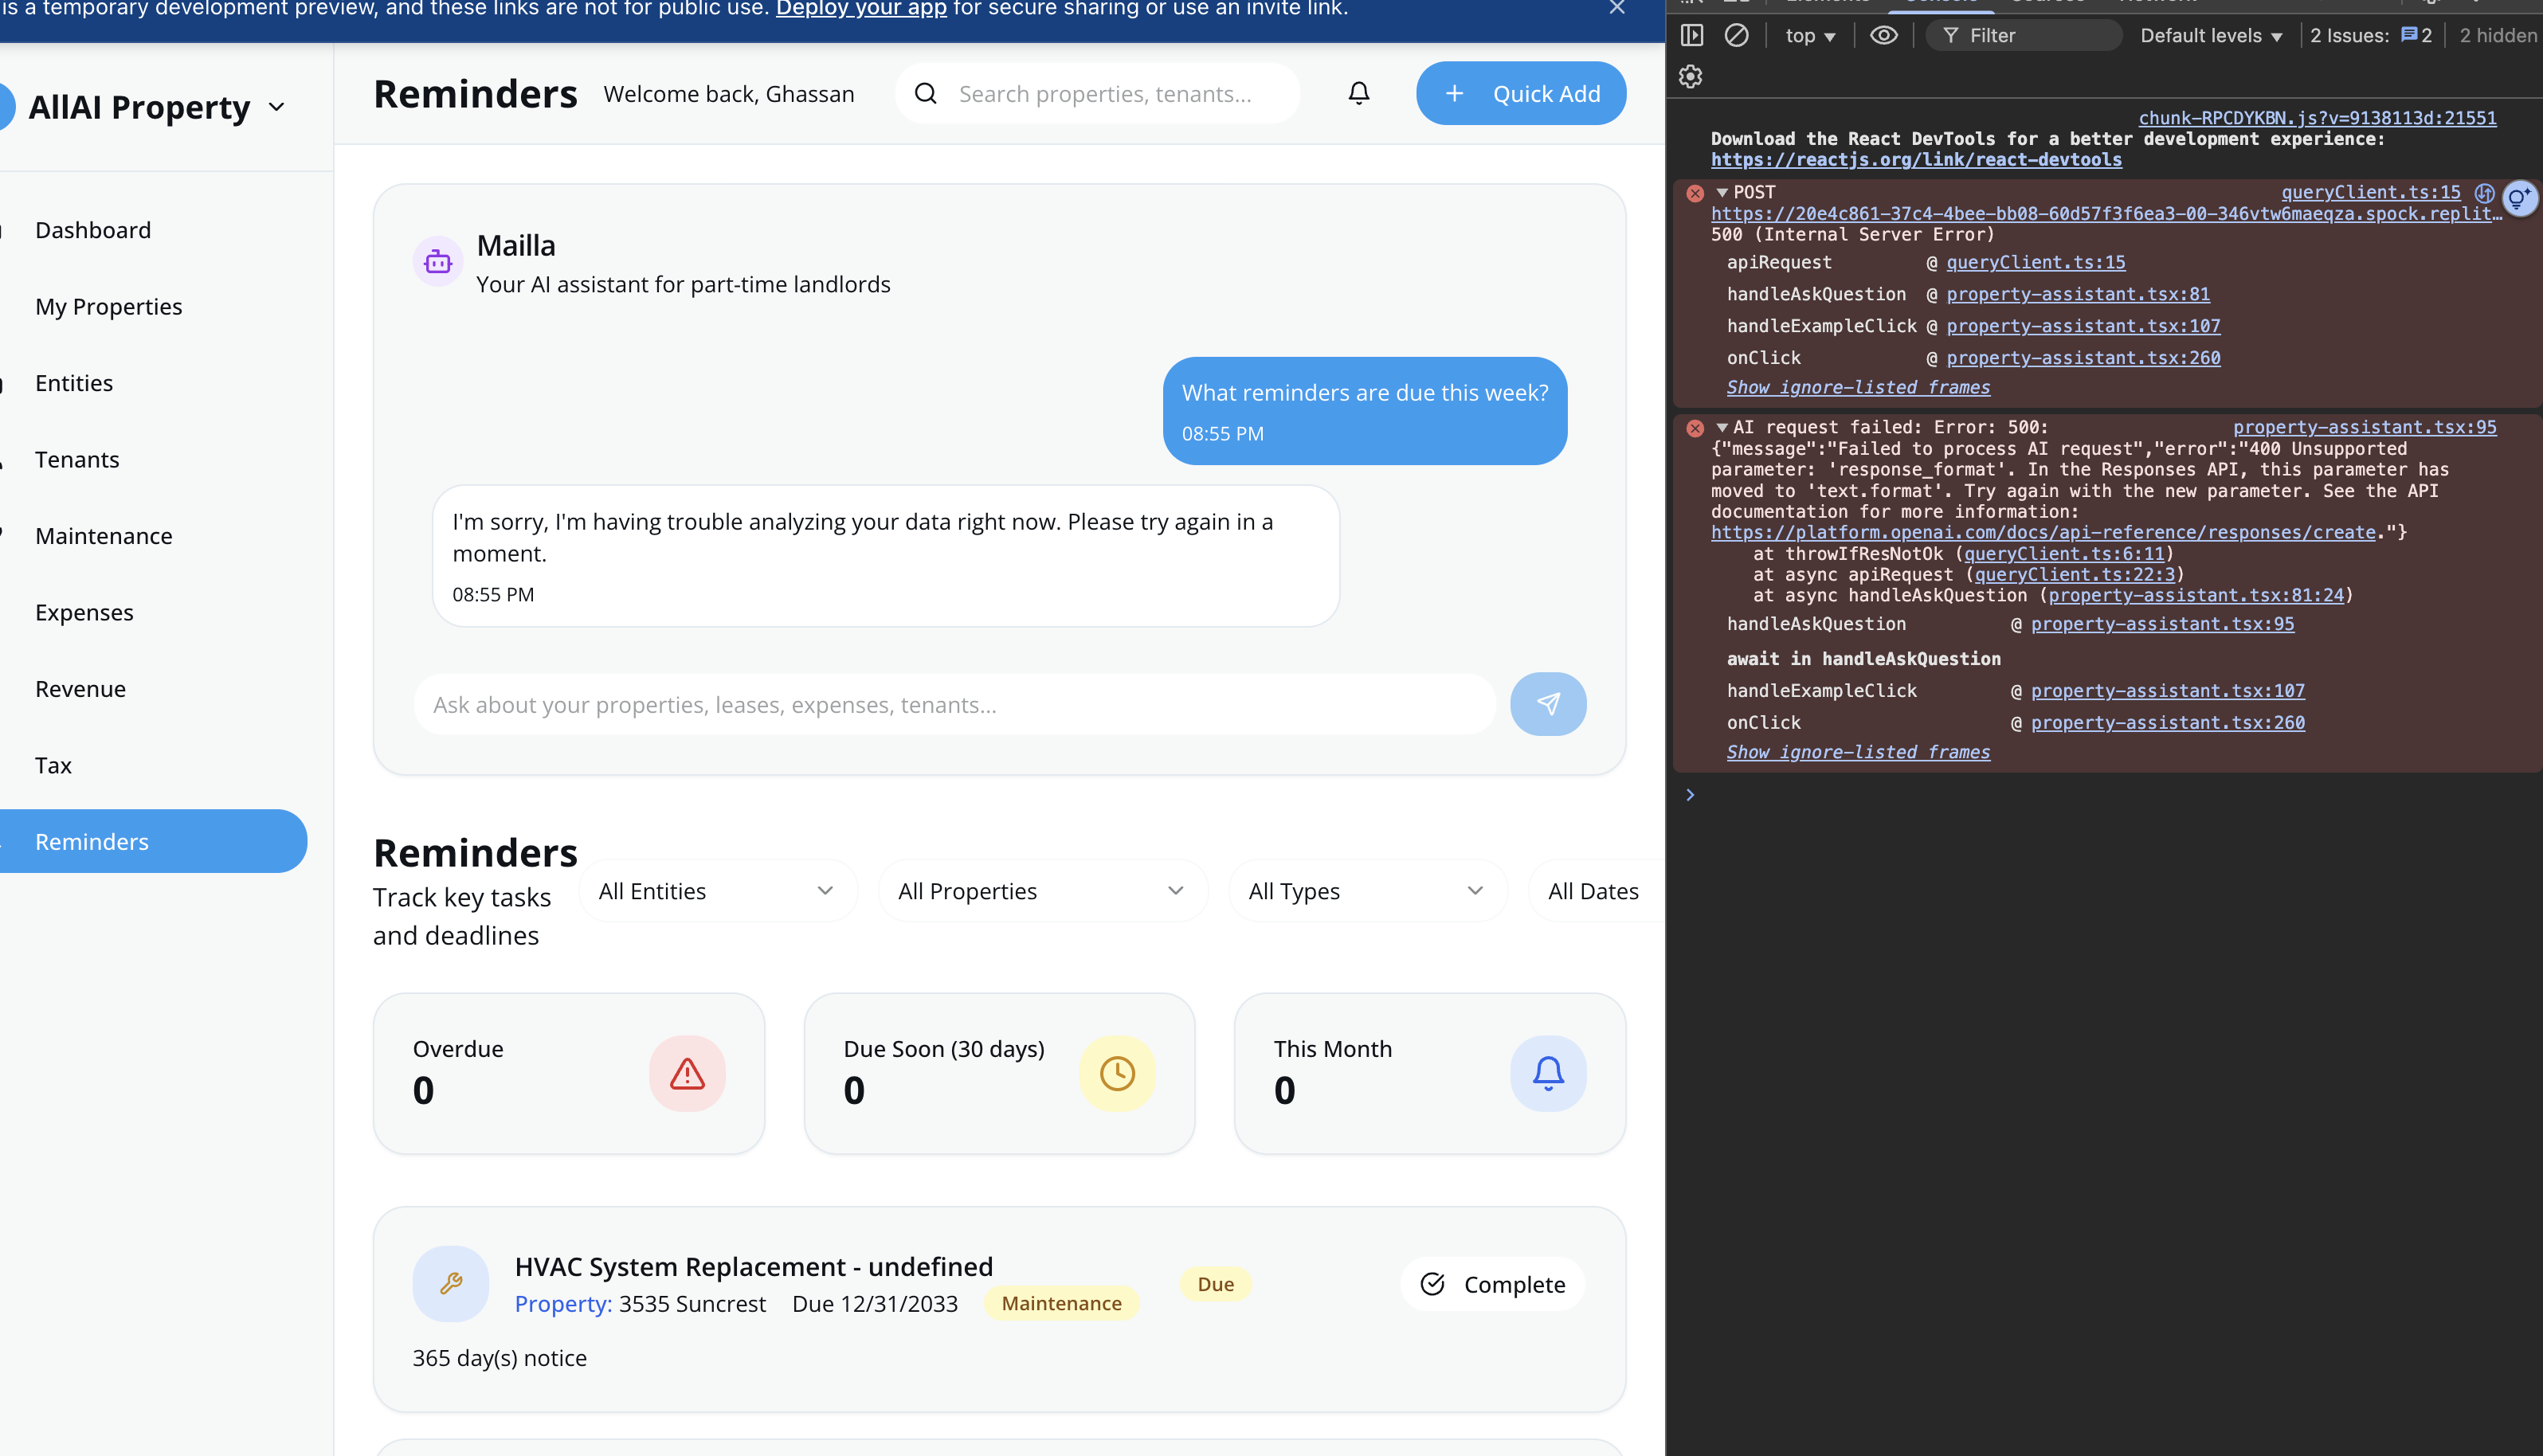 is a temporary development preview, and these links are not for public use. Deploy your app for secure sharing or use an invite link.
AllAI Property
Dashboard
My Properties
Entities
Tenants
Maintenance
Expenses
Revenue
Tax
Reminders
Reminders
Welcome back, Ghassan
Search properties, tenants...
Quick Add
Mailla
Your AI assistant for part-time landlords
What reminders are due this week?
08:55 PM
I'm sorry, I'm having trouble analyzing your data right now. Please try again in a
moment.
08:55 PM
Ask about your properties, leases, expenses, tenants...
Reminders
Track key tasks
and deadlines
All Entities
All Properties
All Types
All Dates
Overdue
0
Due Soon (30 days)
0
This Month
0
HVAC System Replacement - undefined
Property: 3535 Suncrest Due 12/31/2033 Maintenance
Due
Complete
365 day(s) notice
Elements Console Sources Network
top
Filter
Default levels
2 Issues: 2
2 hidden
chunk-RPCDYKBN.js?v=9138113d:21551
Download the React DevTools for a better development experience:
https://reactjs.org/link/react-devtools
POST queryClient.ts:15
https://20e4c861-37c4-4bee-bb08-60d57f3f6ea3-00-346vtw6maeqza.spock.replit…
500 (Internal Server Error)
apiRequest @ queryClient.ts:15
handleAskQuestion @ property-assistant.tsx:81
handleExampleClick @ property-assistant.tsx:107
onClick @ property-assistant.tsx:260
Show ignore-listed frames
AI request failed: Error: 500: property-assistant.tsx:95
{"message":"Failed to process AI request","error":"400 Unsupported
parameter: 'response_format'. In the Responses API, this parameter has
moved to 'text.format'. Try again with the new parameter. See the API
documentation for more information:
https://platform.openai.com/docs/api-reference/responses/create."}
at throwIfResNotOk (queryClient.ts:6:11)
at async apiRequest (queryClient.ts:22:3)
at async handleAskQuestion (property-assistant.tsx:81:24)
handleAskQuestion @ property-assistant.tsx:95
await in handleAskQuestion
handleExampleClick @ property-assistant.tsx:107
onClick @ property-assistant.tsx:260
Show ignore-listed frames